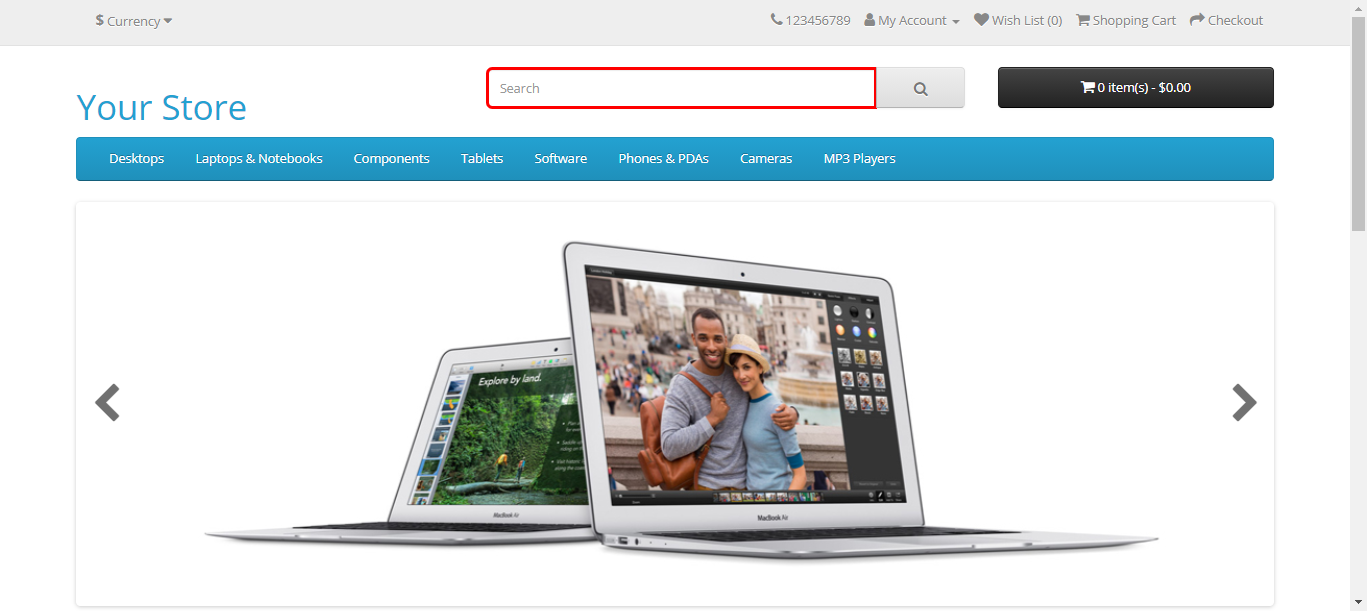 $ Currency
123456789 My Account Wish List (0) Shopping Cart Checkout
Your Store
Search
0 item(s) - $0.00
Desktops Laptops & Notebooks Components Tablets Software Phones & PDAs Cameras MP3 Players
Explore by land.
MacBook Air
MacBook Air